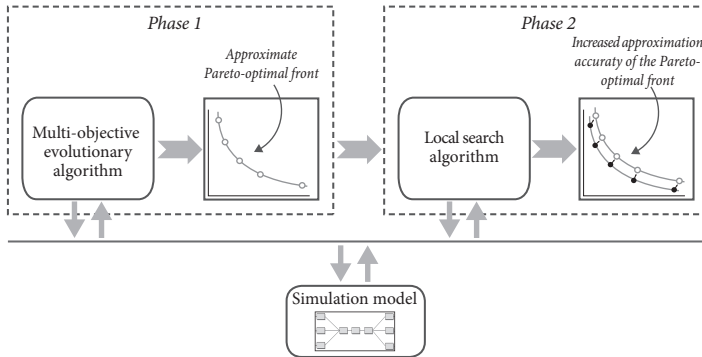 Phase 1
Approximate
Pareto-optimal front
Multi-objective
evolutionary
algorithm
Phase 2
Increased approximation
accuraty of the Pareto-
optimal front
Local search
algorithm
Simulation model